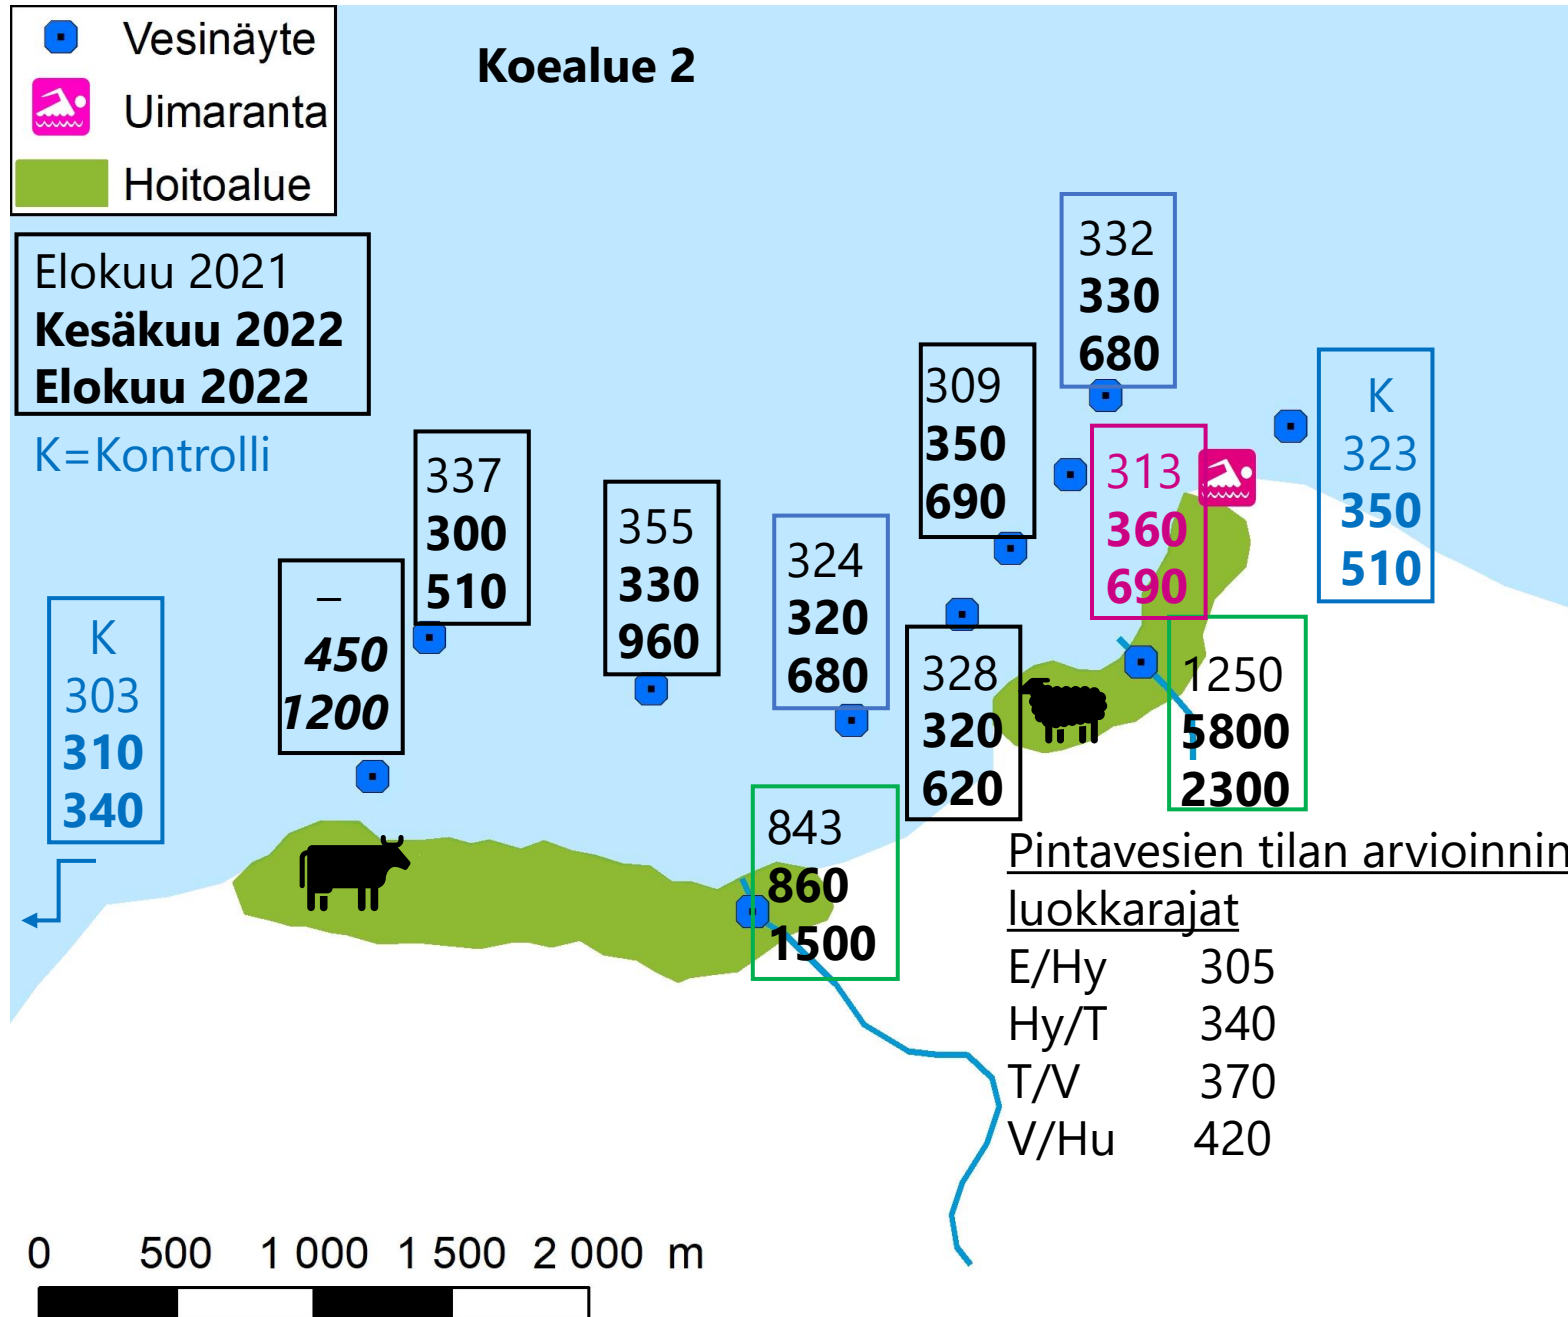 Vesinäyte
Uimaranta
Hoitoalue
Koealue 2
Elokuu 2021
Kesäkuu 2022
Elokuu 2022
K=Kontrolli
K
303
310
340
–
450
1200
337
300
510
355
330
960
324
320
680
309
350
690
332
330
680
313
360
690
K
323
350
510
328
320
620
1250
5800
2300
843
860
1500
Pintavesien tilan arvioinnin
luokkarajat
E/Hy 305
Hy/T 340
T/V 370
V/Hu 420
0 500 1 000 1 500 2 000 m